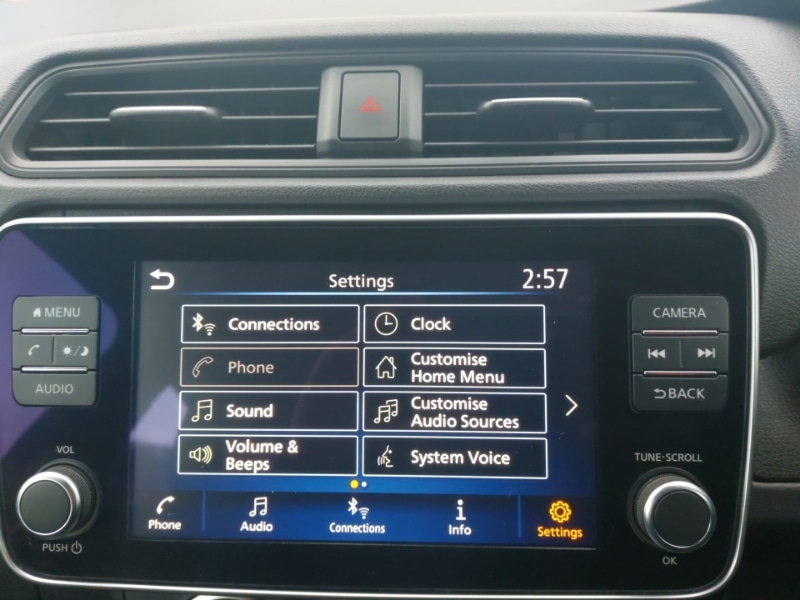 Settings
2:57
MENU
CAMERA
AUDIO
BACK
Connections
Clock
Phone
Customise
Home Menu
Sound
Customise
Audio Sources
Volume &
Beeps
System Voice
VOL
TUNE·SCROLL
PUSH
OK
Phone
Audio
Connections
Info
Settings